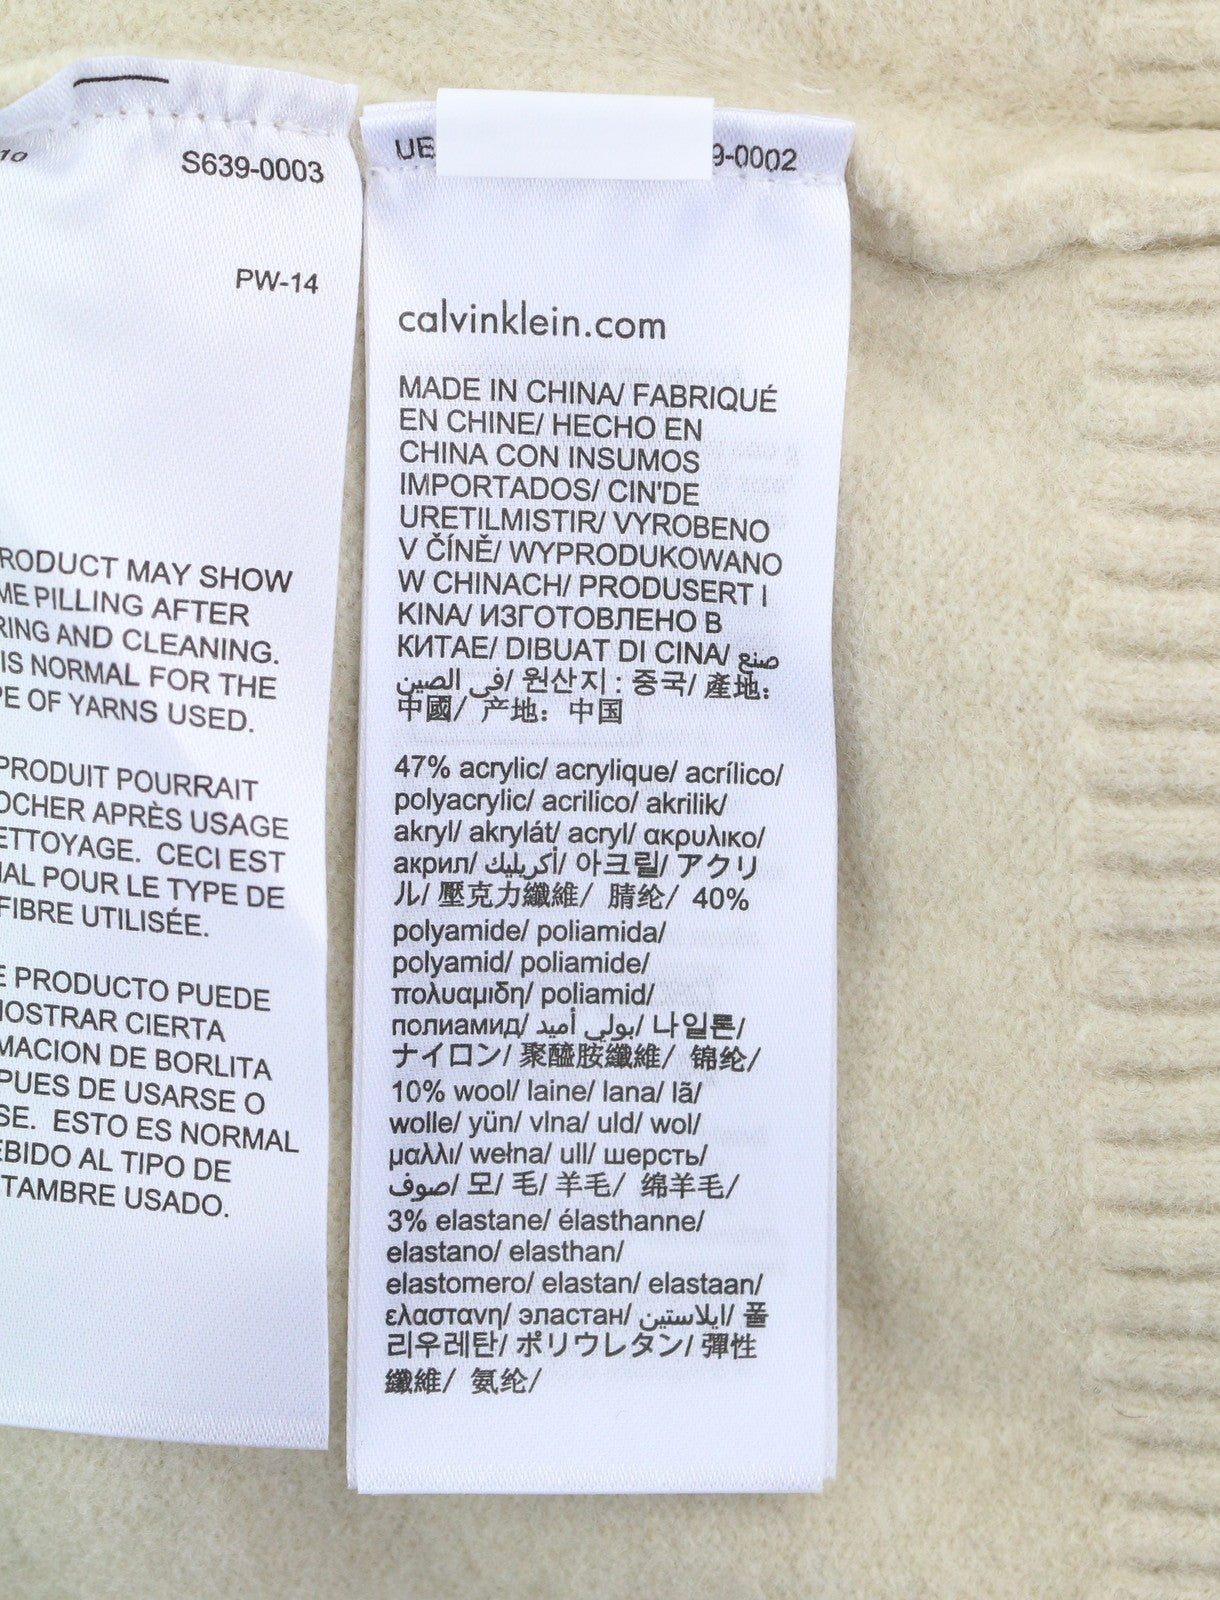 10 S639-0003
PW-14
RODUCT MAY SHOW
ME PILLING AFTER
RING AND CLEANING.
IS NORMAL FOR THE
PE OF YARNS USED.
PRODUIT POURRAIT
OCHER APRÈS USAGE
ETTOYAGE. CECI EST
AL POUR LE TYPE DE
FIBRE UTILISÉE.
E PRODUCTO PUEDE
MOSTRAR CIERTA
MACION DE BORLITA
PUES DE USARSE O
SE. ESTO ES NORMAL
EBIDO AL TIPO DE
TAMBRE USADO.
UE 9-0002
calvinklein.com
MADE IN CHINA/ FABRIQUÉ
EN CHINE/ HECHO EN
CHINA CON INSUMOS
IMPORTADOS/ CIN'DE
URETILMISTIR/ VYROBENO
V ČÍNĚ/ WYPRODUKOWANO
W CHINACH/ PRODUSERT I
KINA/ ИЗГОТОВЛЕНО В
КИТАЕ/ DIBUAT DI CINA/ صنع
في الصين/ 원산지 : 중국/ 產地:
中國/ 产地: 中国
47% acrylic/ acrylique/ acrílico/
polyacrylic/ acrilico/ akrilik/
akryl/ akrylát/ acryl/ ακρυλικο/
акрил/ أكريليك/ 아크릴/ アクリ
ル/ 壓克力纖維/ 腈纶/ 40%
polyamide/ poliamida/
polyamid/ poliamide/
πολυαμιδη/ poliamid/
полиамид/ بولي أميد/ 나일론/
ナイロン/ 聚醯胺纖維/ 锦纶/
10% wool/ laine/ lana/ lã/
wolle/ yün/ vlna/ uld/ wol/
μαλλι/ wełna/ ull/ шерсть/
صوف/ 모/ 毛/ 羊毛/ 绵羊毛/
3% elastane/ élasthanne/
elastano/ elasthan/
elastomero/ elastan/ elastaan/
ελαστανη/ эластан/ ايلاستين/ 폴
리우레탄/ ポリウレタン/ 彈性
纖維/ 氨纶/